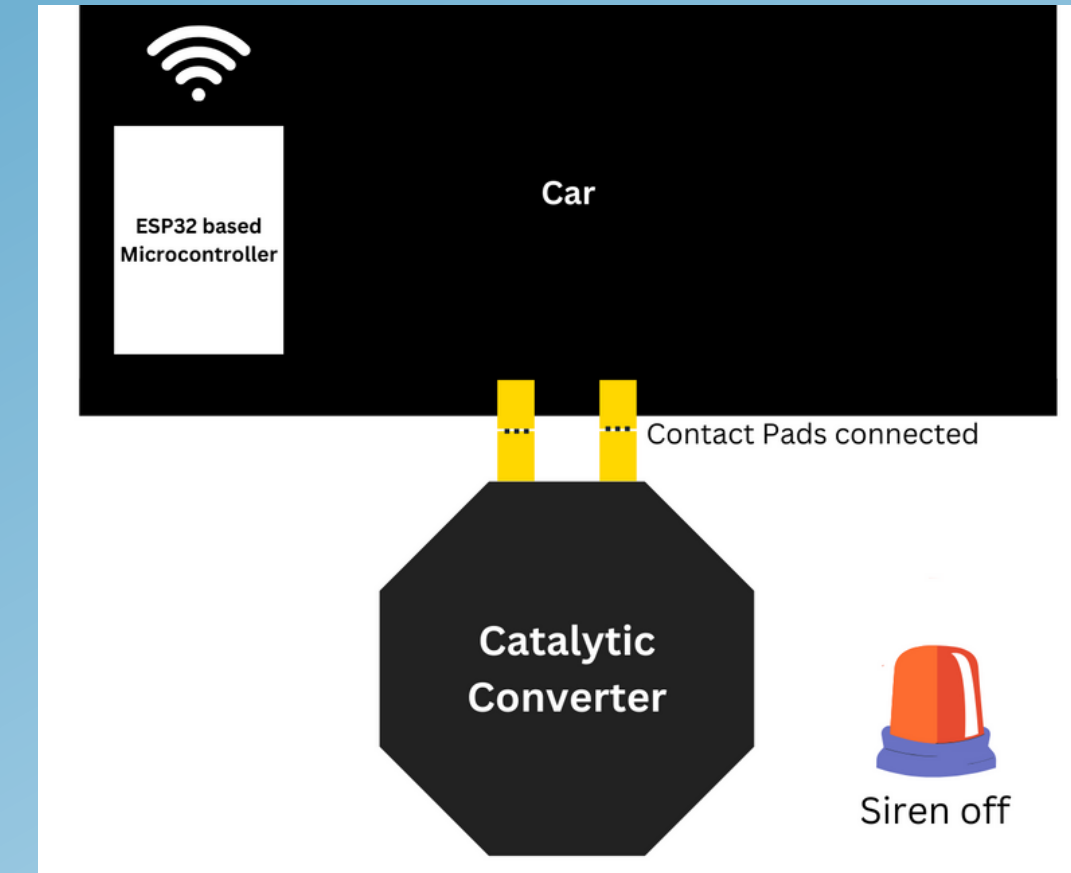 Car
ESP32 based
Microcontroller
Contact Pads connected
Catalytic
Converter
Siren off